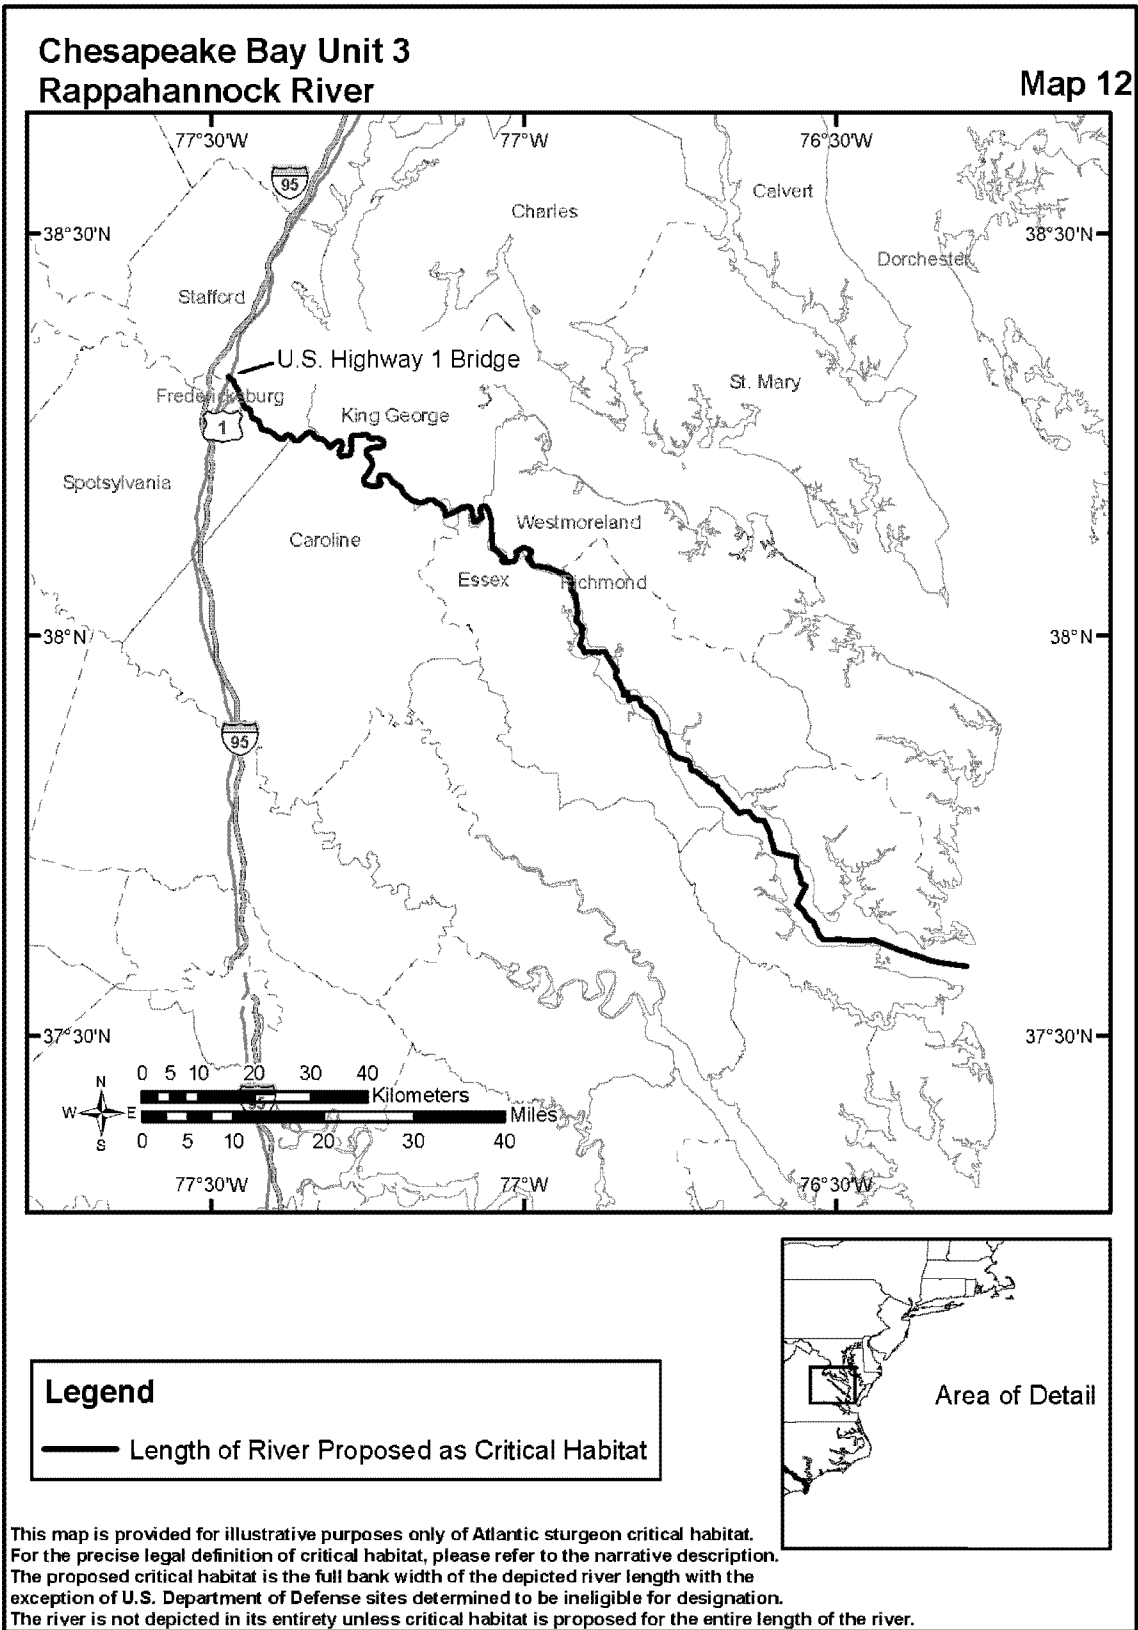 Chesapeake Bay Unit 3
Rappahannock River
Map 12
77°30'W 77°W 76°30'W
95
Calvert
Charles
38°30'N 38°30'N
Dorchester
Stafford
U.S. Highway 1 Bridge
St. Mary
Fredericksburg
King George
1
Spotsylvania
Westmoreland
Caroline
Essex Richmond
38°N 38°N
95
37°30'N 37°30'N
0 5 10 20 30 40
N
Kilometers
95
W E
Miles
S
0 5 10 20 30 40
77°30'W 77°W 76°30'W
Area of Detail
Legend
Length of River Proposed as Critical Habitat
This map is provided for illustrative purposes only of Atlantic sturgeon critical habitat.
For the precise legal definition of critical habitat, please refer to the narrative description.
The proposed critical habitat is the full bank width of the depicted river length with the
exception of U.S. Department of Defense sites determined to be ineligible for designation.
The river is not depicted in its entirety unless critical habitat is proposed for the entire length of the river.